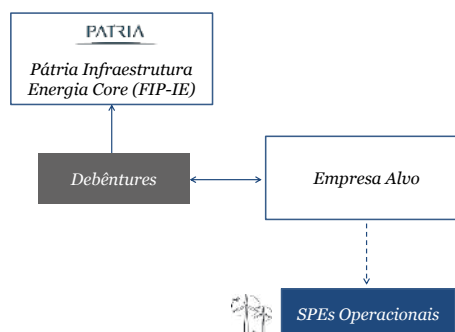 PATRIA
Pátria Infraestrutura
Energia Core (FIP-IE)
Debêntures
Empresa Alvo
SPEs Operacionais